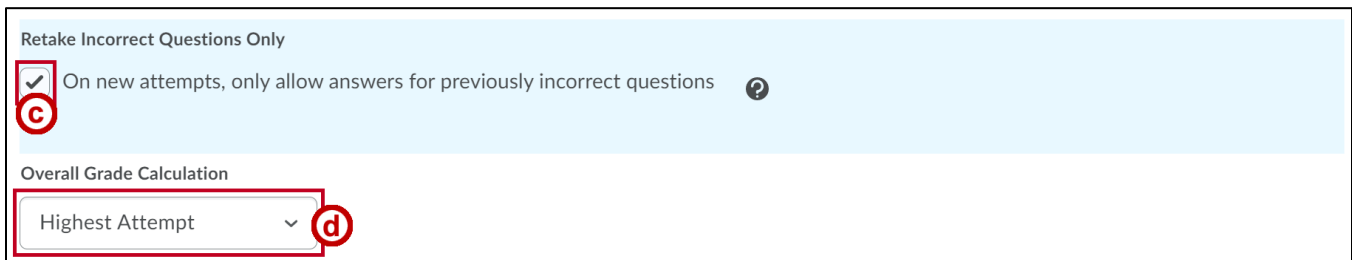 Retake Incorrect Questions Only
On new attempts, only allow answers for previously incorrect questions ?
c
Overall Grade Calculation
Highest Attempt
d